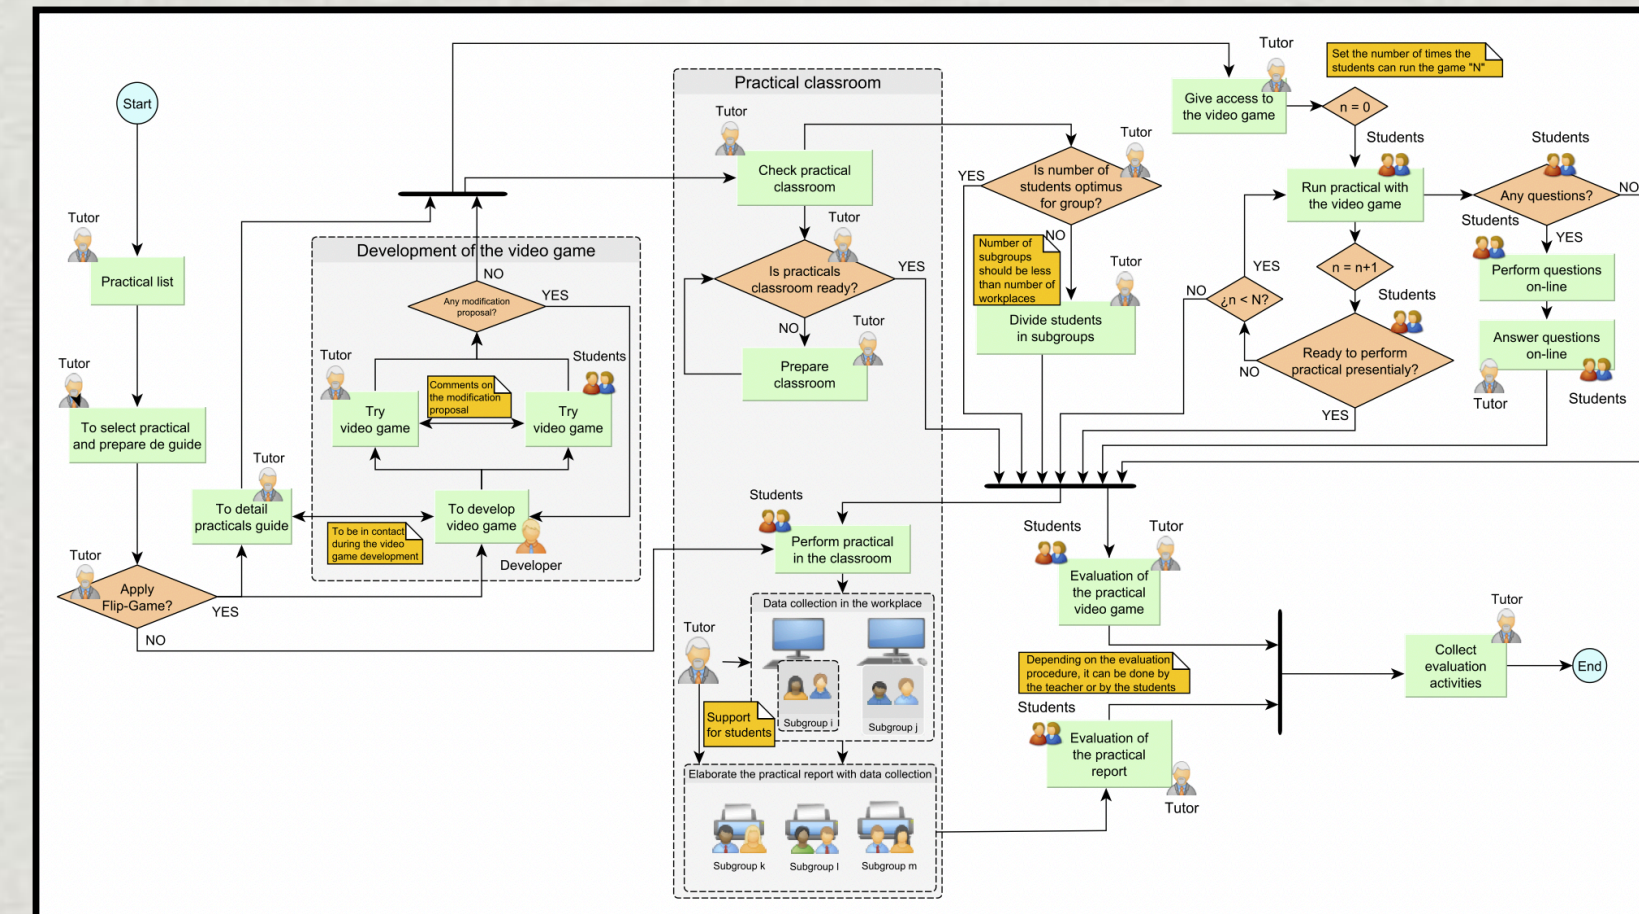 Start
Tutor
Practical list
Tutor
To select practical
and prepare de guide
Tutor
Apply
Flip-Game?
YES
NO
Tutor
To detail
practicals guide
Development of the video game
NO
Any modification
proposal?
YES
Tutor
Students
Comments on
the modification
proposal
Try
video game
Try
video game
To develop
video game
To be in contact
during the video
game development
Developer
Practical classroom
Tutor
Check practical
classroom
Tutor
Is practicals
classroom ready?
YES
NO
Tutor
Prepare
classroom
Students
Perform practical
in the classroom
Data collection in the workplace
Tutor
Subgroup i
Subgroup j
Support
for students
Elaborate the practical report with data collection
Subgroup k
Subgroup l
Subgroup m
Tutor
YES
Is number of
students optimus
for group?
NO
Number of
subgroups
should be less
than number of
workplaces
Tutor
Divide students
in subgroups
Tutor
Set the number of times the
students can run the game "N"
Give access to
the video game
n = 0
Students
Run practical with
the video game
Students
Any questions?
NO
n = n+1
YES
NO
¿n < N?
Students
Ready to perform
practical presentialy?
NO
YES
YES
Students
Perform questions
on-line
Answer questions
on-line
Tutor
Students
Students
Tutor
Evaluation of
the practical
video game
Depending on the evaluation
procedure, it can be done by
the teacher or by the students
Students
Evaluation of
the practical
report
Tutor
Tutor
Collect
evaluation
activities
End